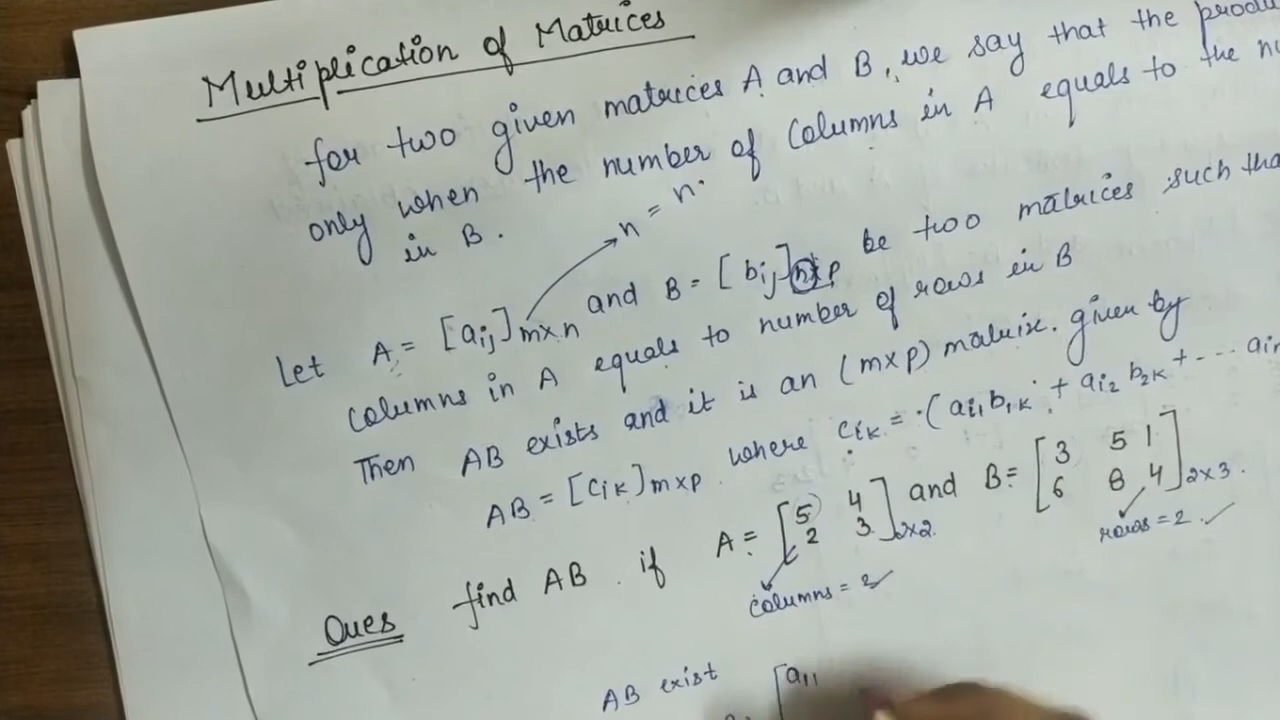 Multiplication of Matrices
for two given matrices A and B, we say that the
only when the number of columns in A equals to the
in B.
n = n.
Let A = [aij]m×n and B = [bij]n×p be two matrices such
columns in A equals to number of rows in B
Then AB exists and it is an (m×p) matrix. given by
AB = [cik]m×p where cik = (ai1 b1k + ai2 b2k + ---
Ques find AB if A = [5 4 2 3]2×2 and B = [3 5 1 6 8 4]2×3.
columns = 2 ✓ rows = 2 ✓
AB exist [a11